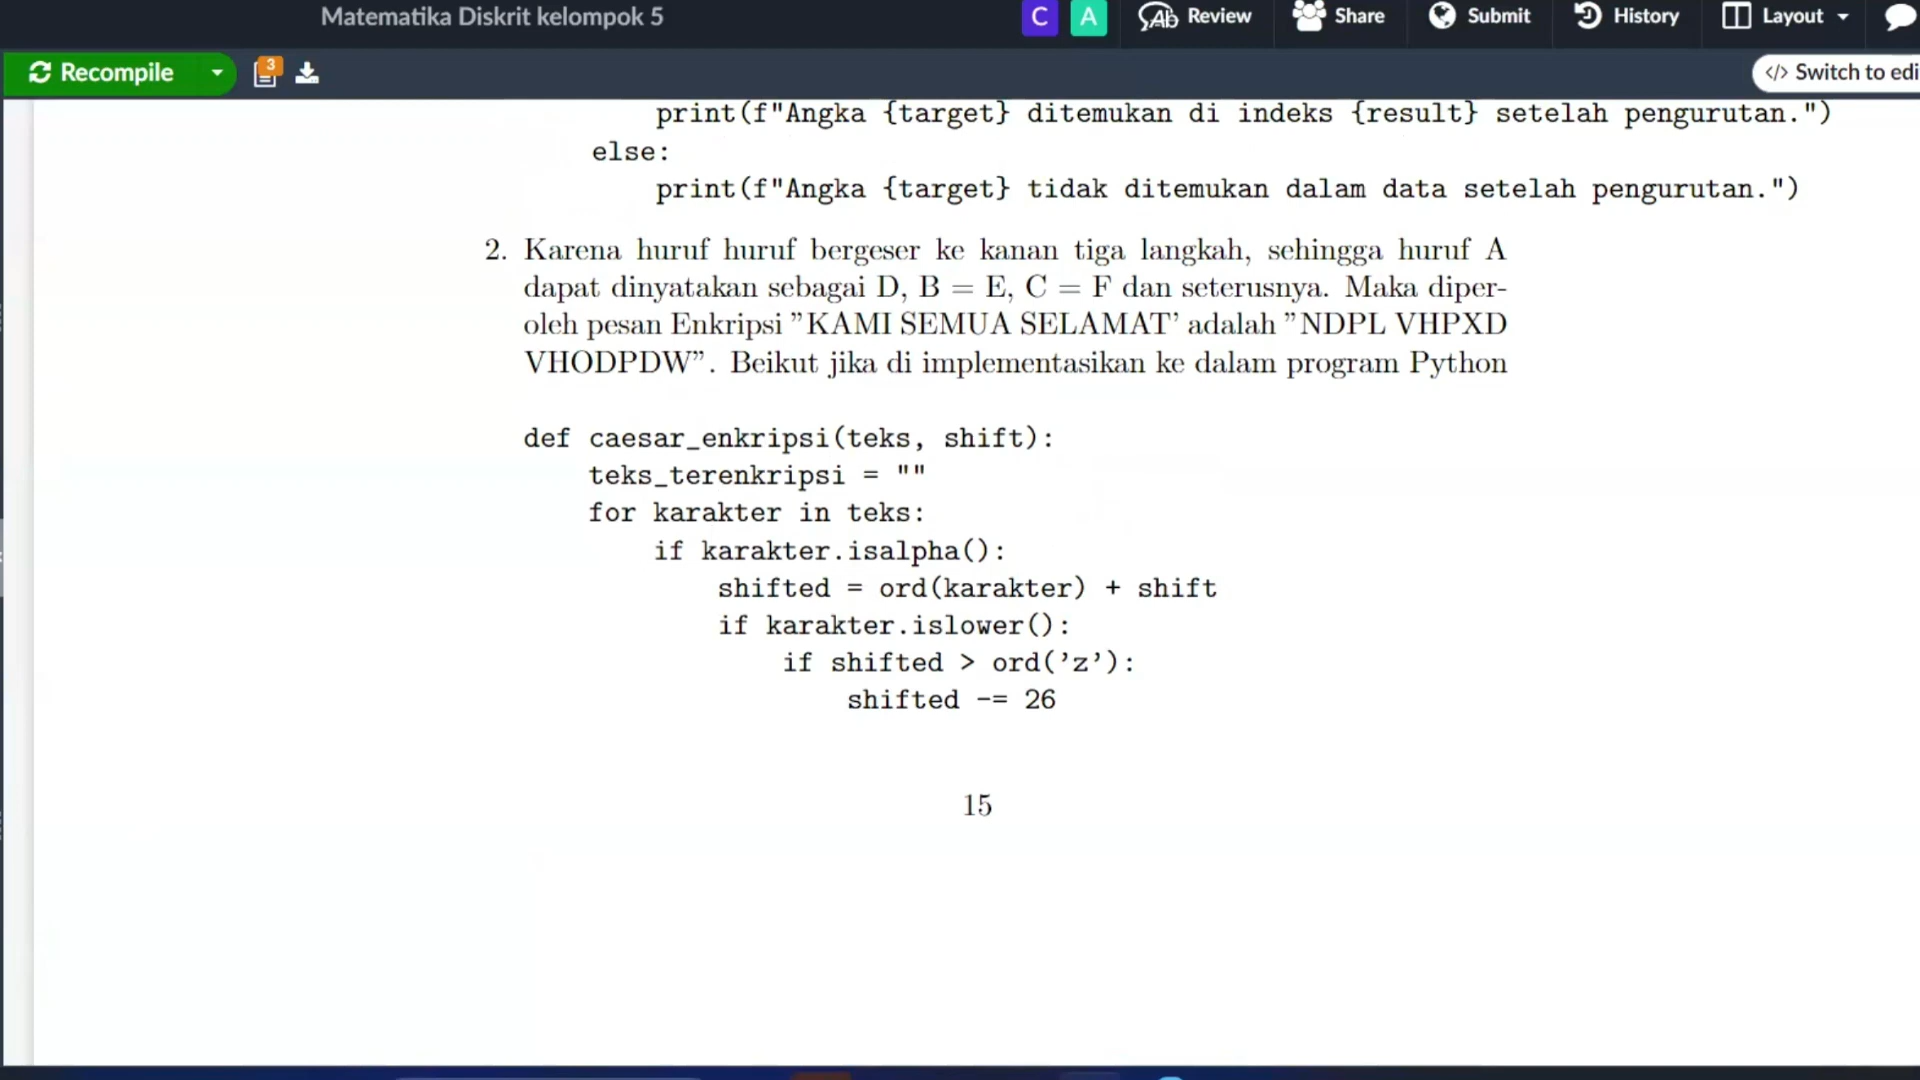 Matematika Diskrit kelompok 5
C A Review Share Submit History Layout
Recompile 3 </> Switch to edi
print(f"Angka {target} ditemukan di indeks {result} setelah pengurutan.")
else:
print(f"Angka {target} tidak ditemukan dalam data setelah pengurutan.")
2. Karena huruf huruf bergeser ke kanan tiga langkah, sehingga huruf A
dapat dinyatakan sebagai D, B = E, C = F dan seterusnya. Maka diper-
oleh pesan Enkripsi ”KAMI SEMUA SELAMAT’ adalah ”NDPL VHPXD
VHODPDW”. Beikut jika di implementasikan ke dalam program Python
def caesar_enkripsi(teks, shift):
teks_terenkripsi = ""
for karakter in teks:
if karakter.isalpha():
shifted = ord(karakter) + shift
if karakter.islower():
if shifted > ord(’z’):
shifted -= 26
15